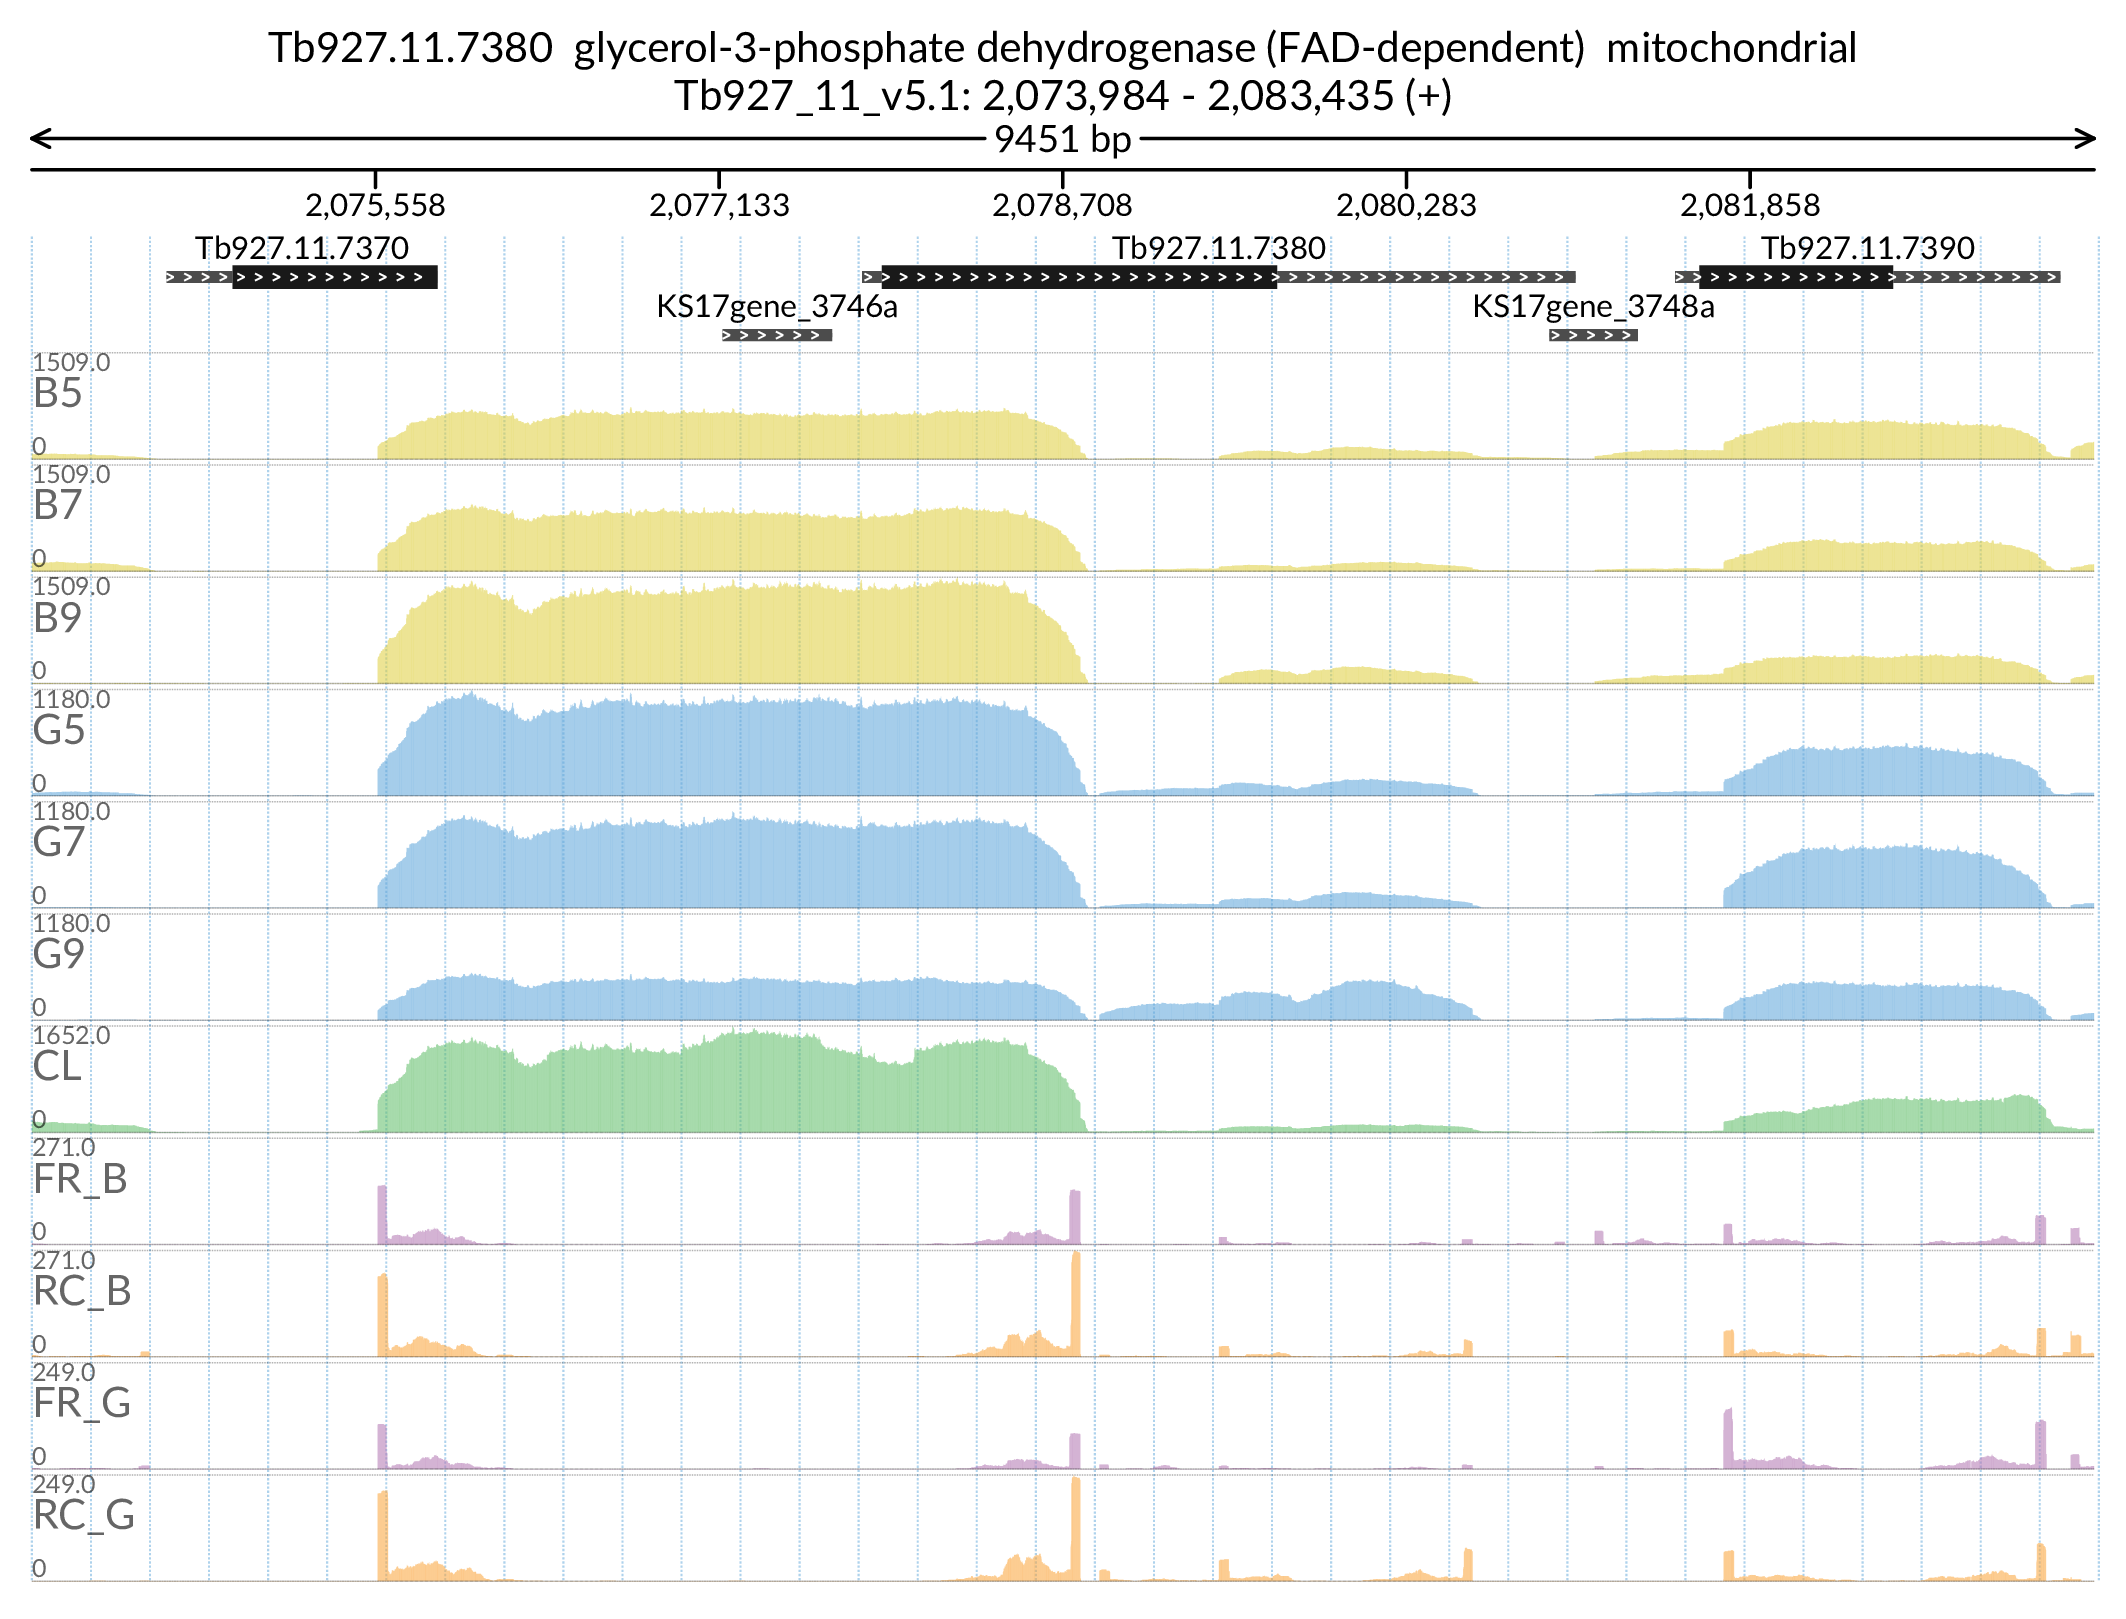 Tb927.11.7380 glycerol-3-phosphate dehydrogenase (FAD-dependent) mitochondrial
Tb927_11_v5.1: 2,073,984 - 2,083,435 (+)
9451 bp
2,075,558 2,077,133 2,078,708 2,080,283 2,081,858
Tb927.11.7370 Tb927.11.7380 Tb927.11.7390
KS17gene_3746a KS17gene_3748a
1509.0
B5
0
1509.0
B7
0
1509.0
B9
0
1180.0
G5
0
1180.0
G7
0
1180.0
G9
0
1652.0
CL
0
271.0
FR_B
0
271.0
RC_B
0
249.0
FR_G
0
249.0
RC_G
0